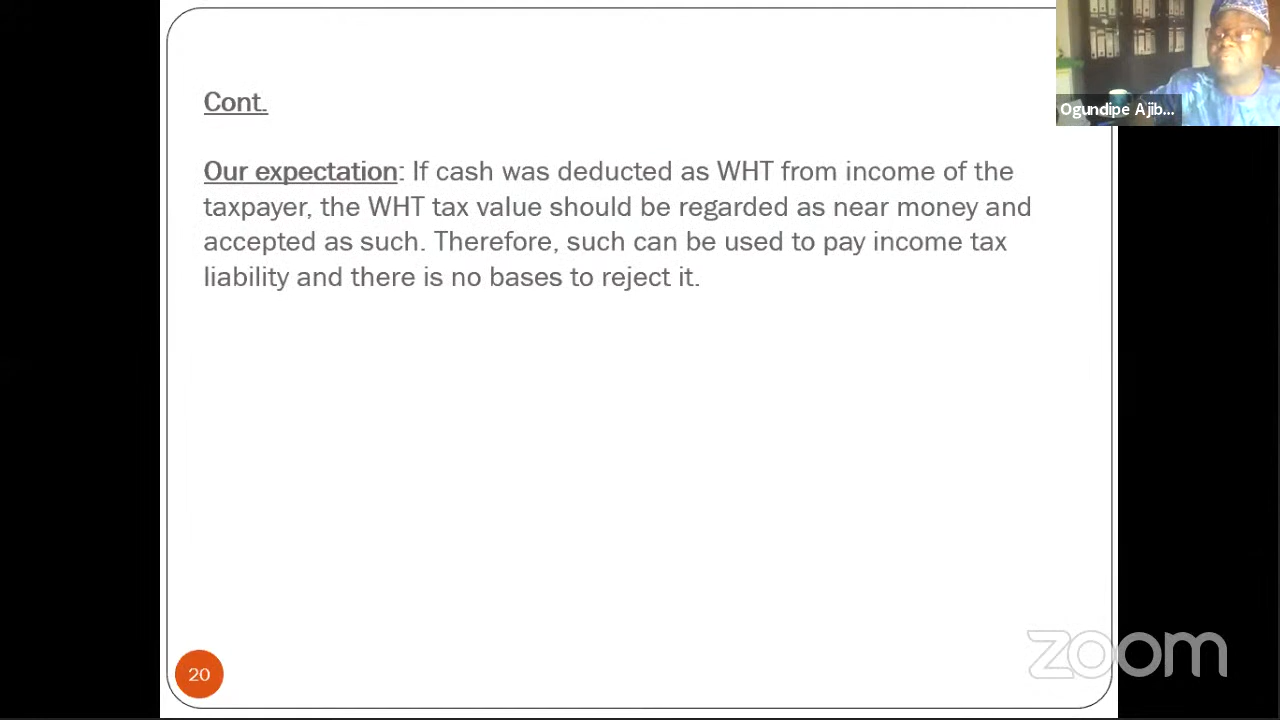 Cont.
Our expectation: If cash was deducted as WHT from income of the
taxpayer, the WHT tax value should be regarded as near money and
accepted as such. Therefore, such can be used to pay income tax
liability and there is no bases to reject it.
20
Ogundipe Ajib...
zoom